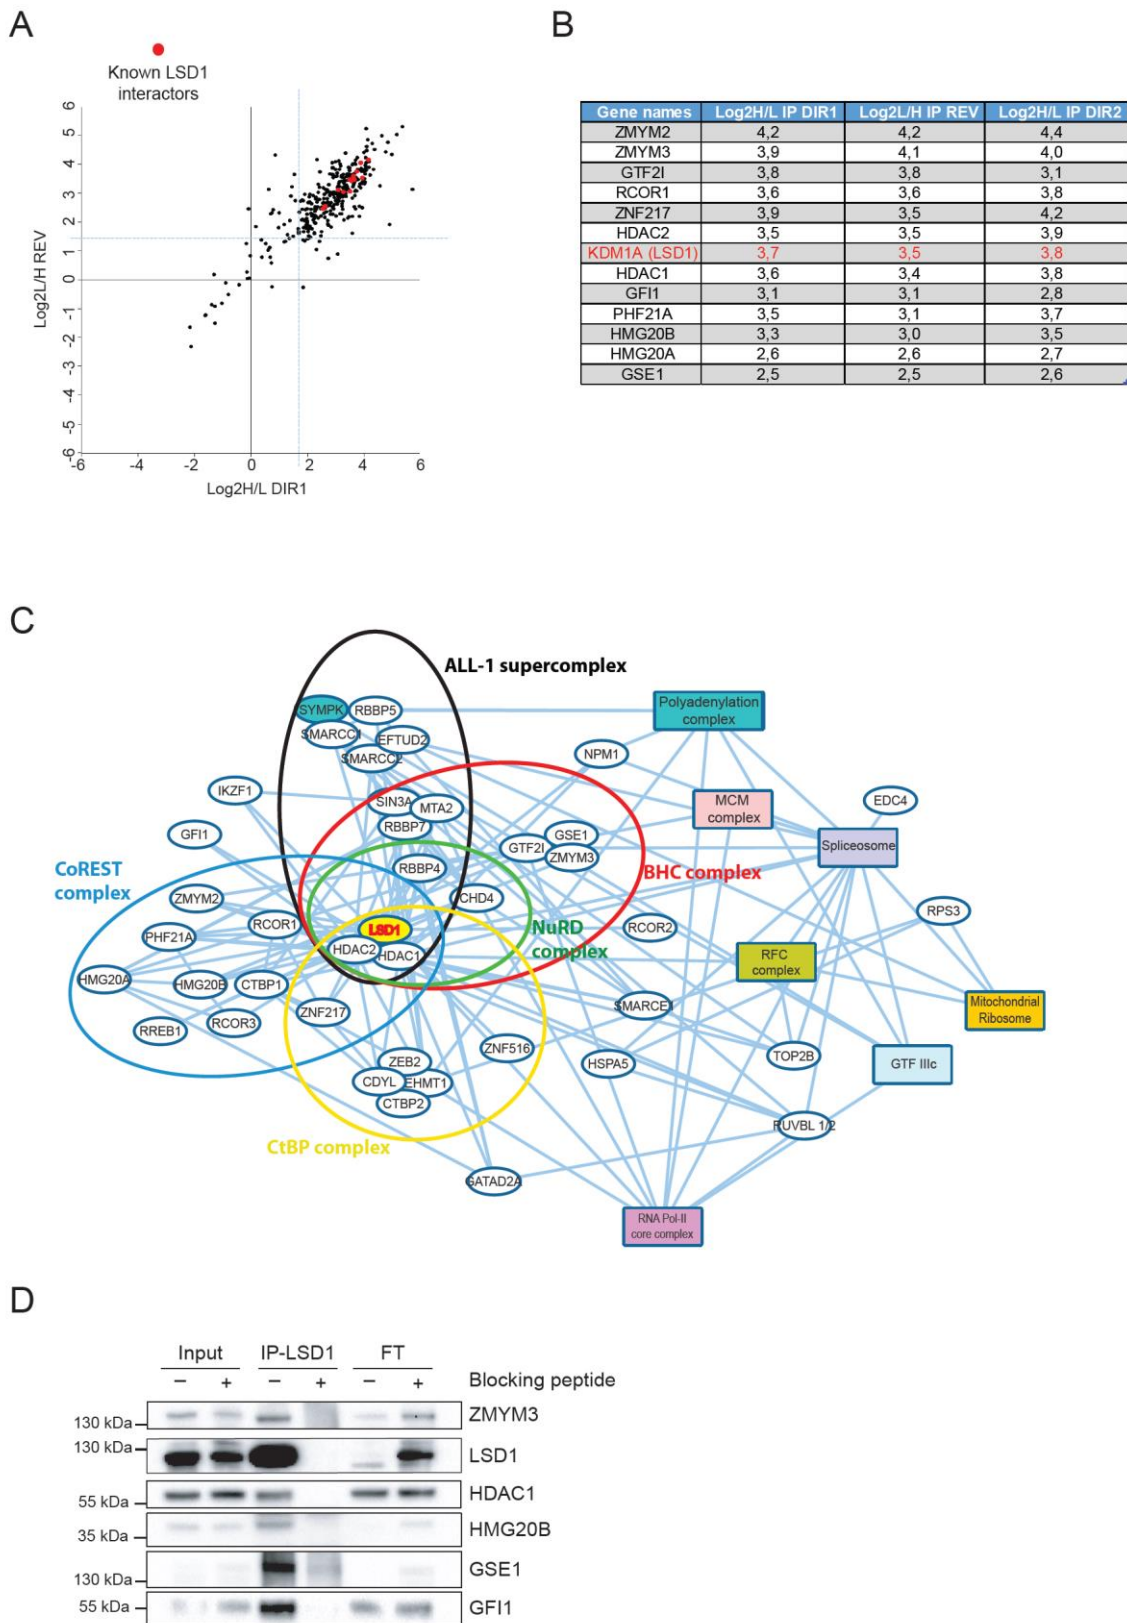 A
Known LSD1
interactors
6
5
4
3
2
1
0
-1
-2
-3
-4
-5
-6
Log2L/H REV
-6 -4 -2 0 2 4 6
Log2H/L DIR1
B
Gene names Log2H/L IP DIR1 Log2L/H IP REV Log2H/L IP DIR2
ZMYM2 4,2 4,2 4,4
ZMYM3 3,9 4,1 4,0
GTF2I 3,8 3,8 3,1
RCOR1 3,6 3,6 3,8
ZNF217 3,9 3,5 4,2
HDAC2 3,5 3,5 3,9
KDM1A (LSD1) 3,7 3,5 3,8
HDAC1 3,6 3,4 3,8
GFI1 3,1 3,1 2,8
PHF21A 3,5 3,1 3,7
HMG20B 3,3 3,0 3,5
HMG20A 2,6 2,6 2,7
GSE1 2,5 2,5 2,6
C
ALL-1 supercomplex
SYMPK RBBP5
Polyadenylation
complex
SMARCC1
EFTUD2
SMARCC2
NPM1
IKZF1
SIN3A
MTA2
MCM
complex
EDC4
GFI1
RBBP7
GTF2I
GSE1
ZMYM3
Spliceosome
CoREST
complex
RBBP4
BHC complex
ZMYM2
CHD4
RCOR1
PHF21A
LSD1
NuRD
complex
RCOR2
RPS3
HDAC2
HDAC1
RFC
complex
HMG20A
HMG20B
CTBP1
ZNF217
SMARCE1
Mitochondrial
Ribosome
RREB1
RCOR3
ZNF516
ZEB2
HSPA5
TOP2B
GTF IIIc
CDYL
EHMT1
CTBP2
RUVBL 1/2
CtBP complex
GATAD2A
RNA Pol-II
core complex
D
Input IP-LSD1 FT
– + – + – + Blocking peptide
130 kDa ZMYM3
130 kDa LSD1
55 kDa HDAC1
35 kDa HMG20B
130 kDa GSE1
55 kDa GFI1